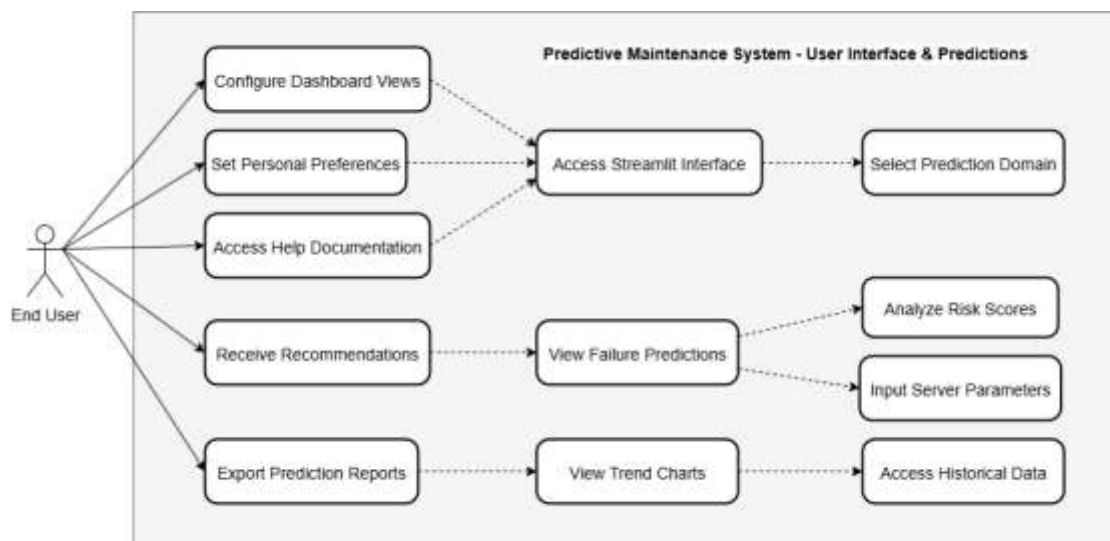 Predictive Maintenance System - User Interface & Predictions
Configure Dashboard Views
Set Personal Preferences
Access Streamlit Interface
Select Prediction Domain
Access Help Documentation
End User
Analyze Risk Scores
Receive Recommendations
View Failure Predictions
Input Server Parameters
Export Prediction Reports
View Trend Charts
Access Historical Data